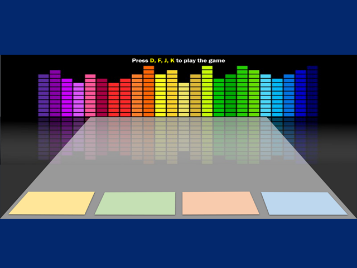 Press D, F, J, K to play the game